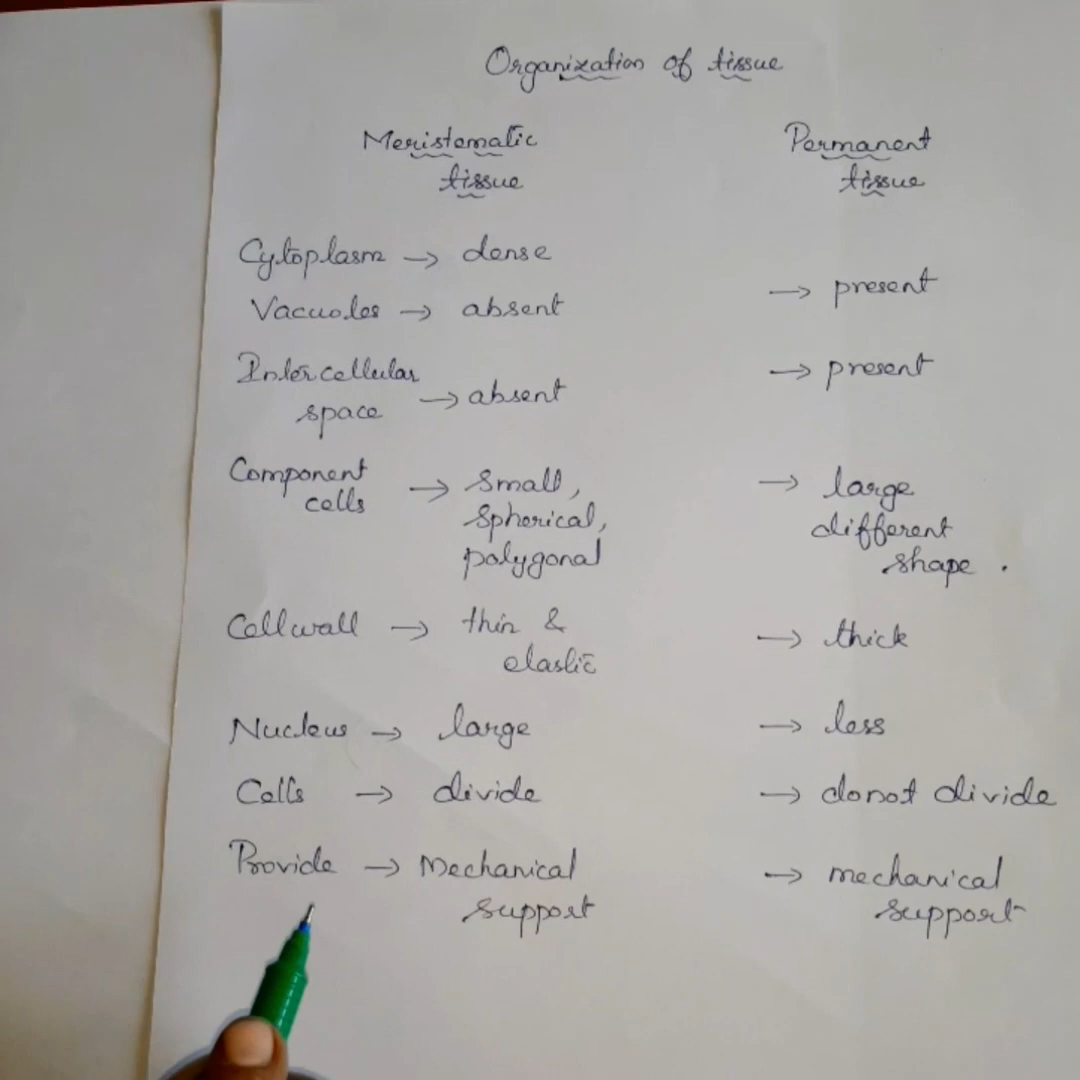 Organization of tissue
Meristematic tissue
Permanent tissue
Cytoplasm → dense
Vacuoles → absent
→ present
Intercellular space → absent
→ present
Component cells → small, spherical, polygonal
→ large different shape .
Cellwall → thin & elastic
→ thick
Nucleus → large
→ less
Cells → divide
→ donot divide
Provide → Mechanical support
→ mechanical support